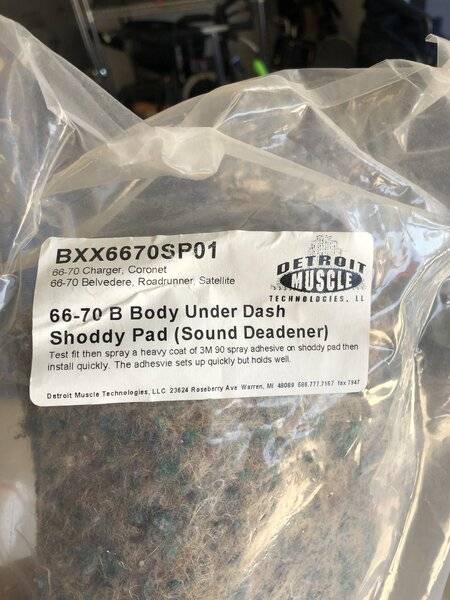 BXX6670SP01
66-70 Charger, Coronet
66-70 Belvedere, Roadrunner, Satellite
DETROIT
MUSCLE
TECHNOLOGIES, LL
66-70 B Body Under Dash
Shoddy Pad (Sound Deadener)
Test fit then spray a heavy coat of 3M 90 spray adhesive on shoddy pad then
install quickly. The adhesvie sets up quickly but holds well.
Detroit Muscle Technologies, LLC 23624 Roseberry Ave Warren, MI 48089 586.777.7167 fax 7947